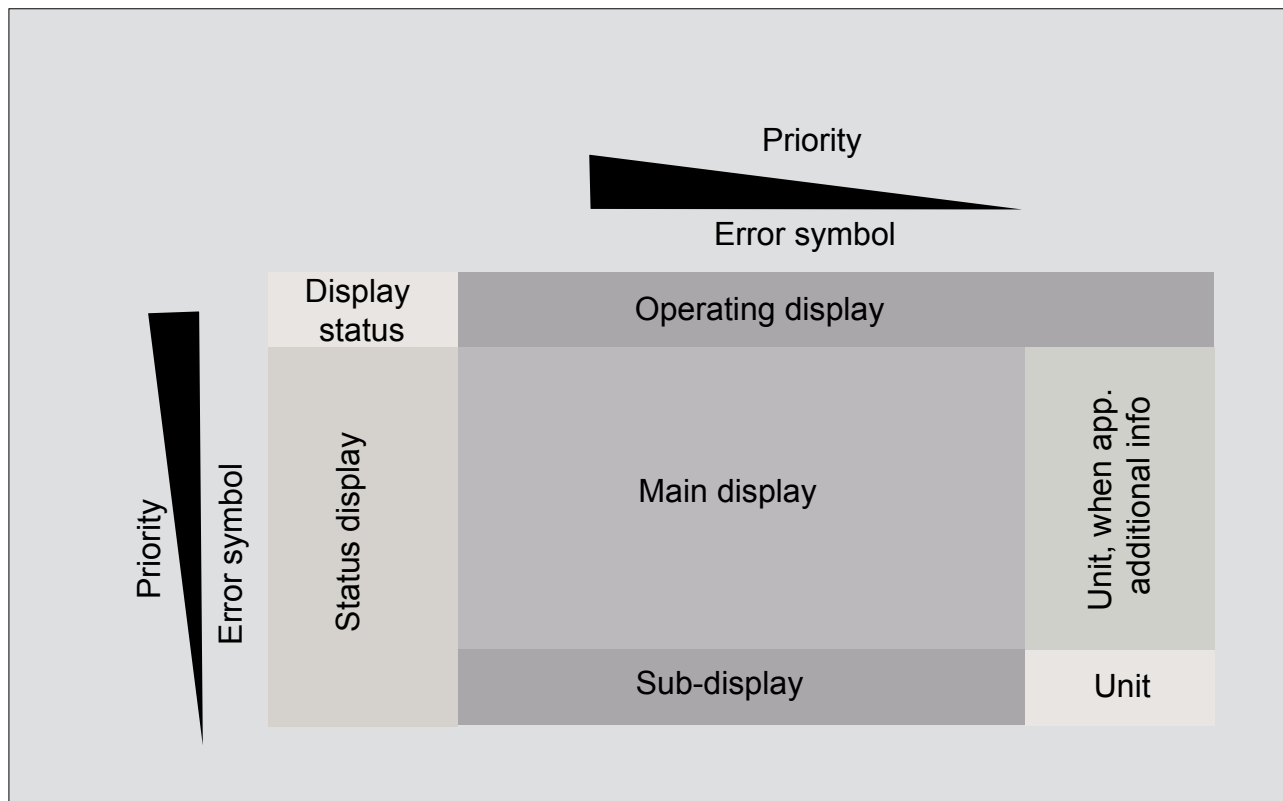 Priority
Error symbol
Display
status
Operating display
Priority
Error symbol
Status display
Main display
Unit, when app.
additional info
Sub-display
Unit